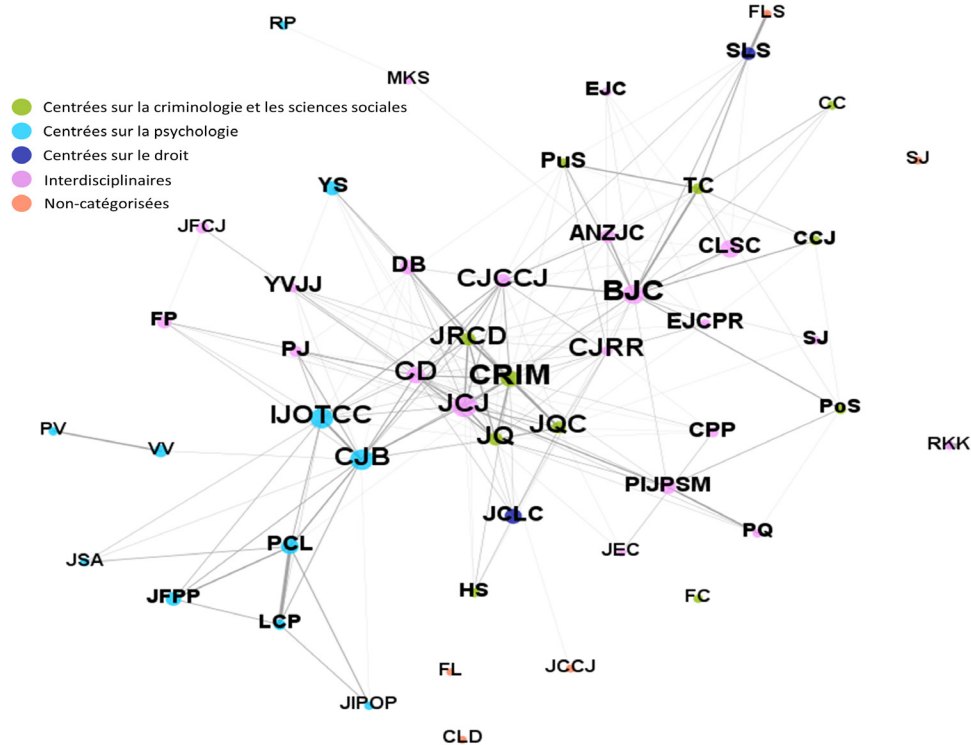 FLS
RP
SLS
MKS
EJC
Centrées sur la criminologie et les sciences sociales
CC
Centrées sur la psychologie
Centrées sur le droit
PuS
SJ
Interdisciplinaires
YS
TC
Non-catégorisées
JFCJ
ANZJC
CLSC
CCJ
DB
CJCCJ
YVJJ
BJC
FP
EJCPR
JRCD
SJ
PJ
CJRR
CD
CRIM
JCJ
PoS
IJOTCC
JQC
PV
JQ
CPP
RKK
VV
CJB
PIJPSM
JCLC
PQ
PCL
JEC
JSA
JFPP
HS
FC
LCP
FL
JCCJ
JIPOP
CLD